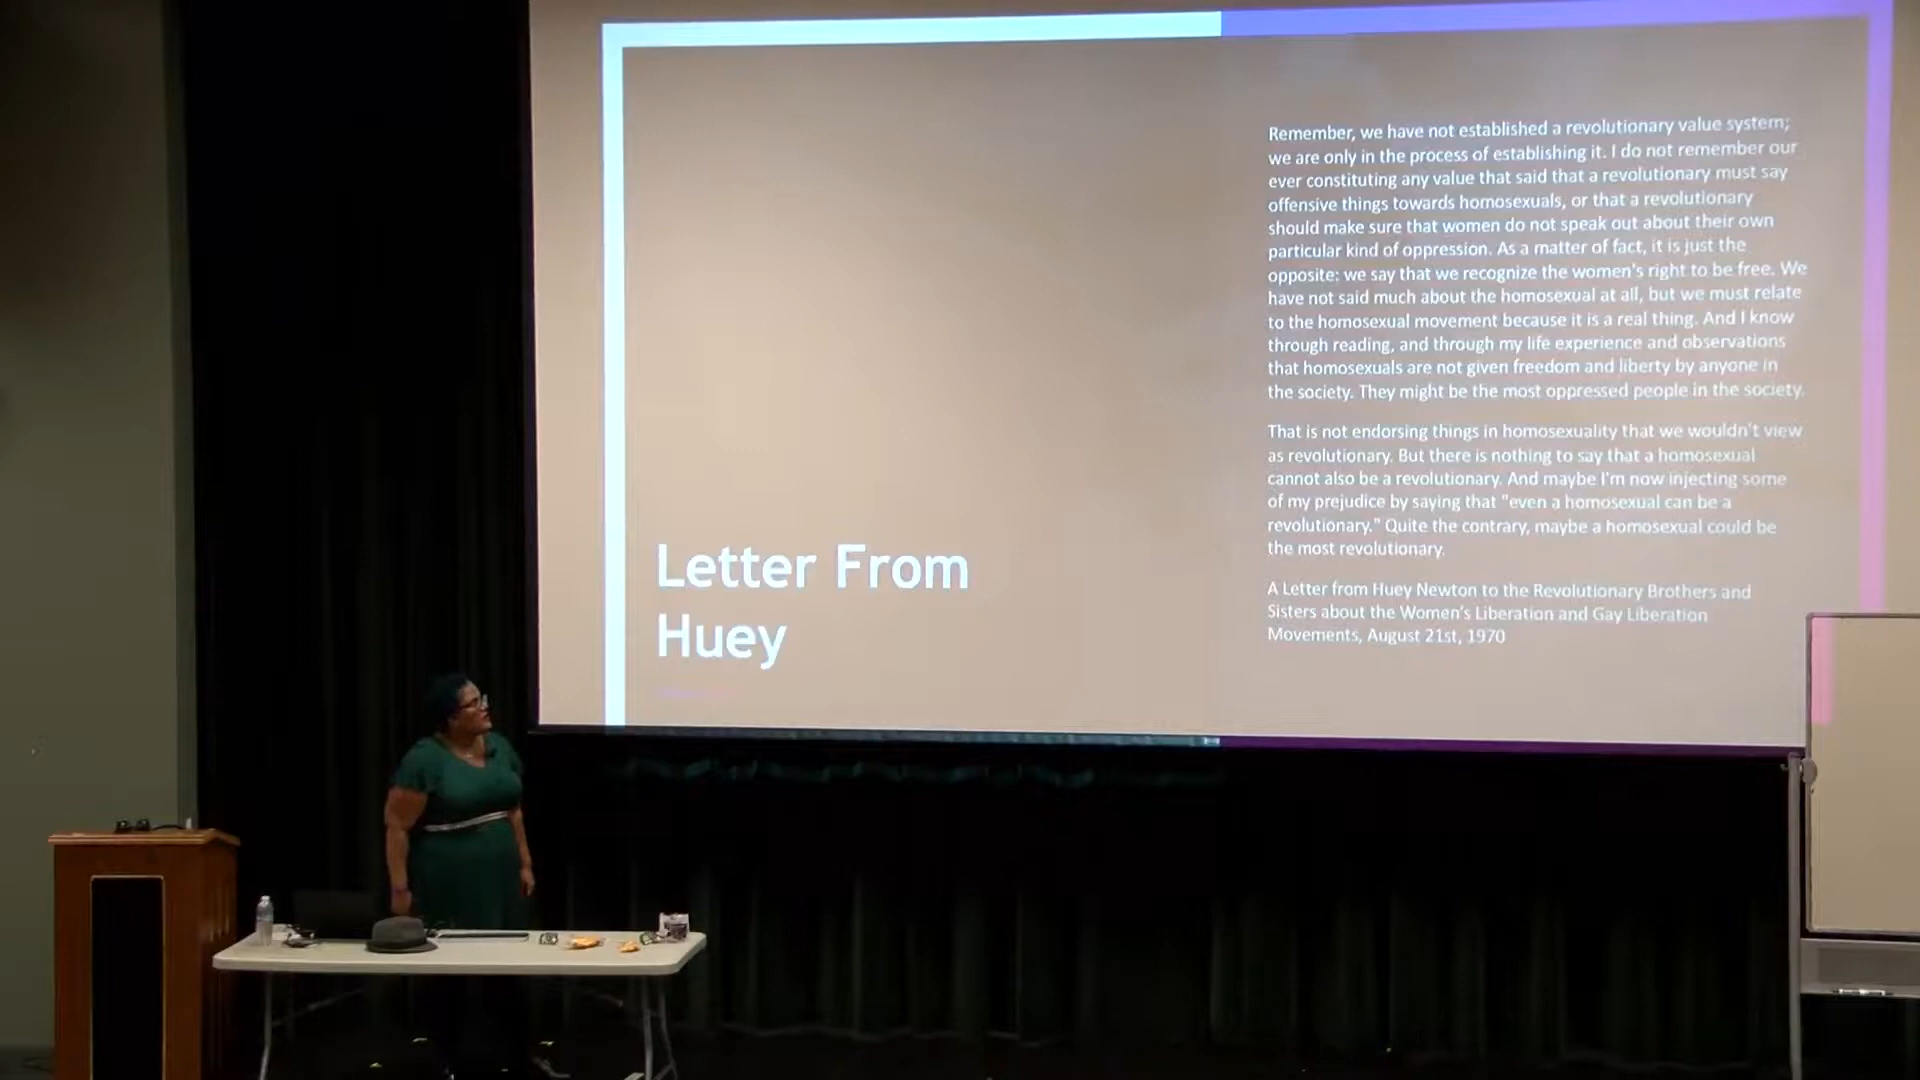 Letter From
Huey
Remember, we have not established a revolutionary value system;
we are only in the process of establishing it. I do not remember our
ever constituting any value that said that a revolutionary must say
offensive things towards homosexuals, or that a revolutionary
should make sure that women do not speak out about their own
particular kind of oppression. As a matter of fact, it is just the
opposite: we say that we recognize the women's right to be free. We
have not said much about the homosexual at all, but we must relate
to the homosexual movement because it is a real thing. And I know
through reading, and through my life experience and observations
that homosexuals are not given freedom and liberty by anyone in
the society. They might be the most oppressed people in the society.
That is not endorsing things in homosexuality that we wouldn't view
as revolutionary. But there is nothing to say that a homosexual
cannot also be a revolutionary. And maybe I'm now injecting some
of my prejudice by saying that "even a homosexual can be a
revolutionary." Quite the contrary, maybe a homosexual could be
the most revolutionary.
A Letter from Huey Newton to the Revolutionary Brothers and
Sisters about the Women's Liberation and Gay Liberation
Movements, August 21st, 1970